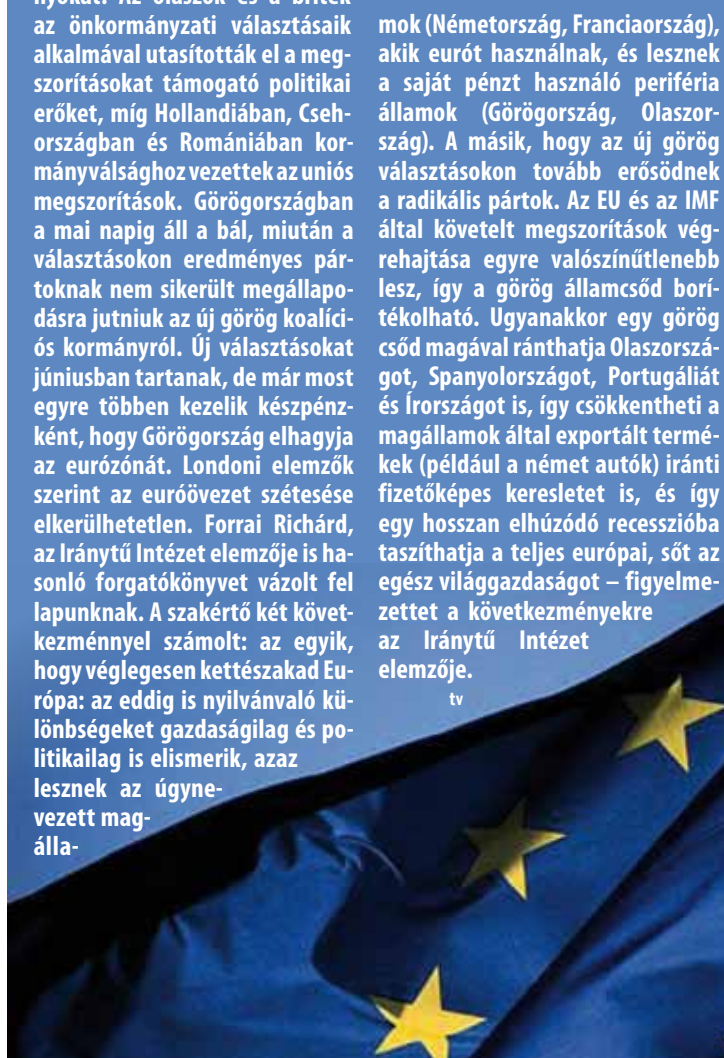 az önkormányzati választásaik
alkalmával utasították el a meg-
szorításokat támogató politikai
erőket, míg Hollandiában, Cseh-
országban és Romániában kor-
mányválsághoz vezettek az uniós
megszorítások. Görögországban
a mai napig áll a bál, miután a
választásokon eredményes pár-
toknak nem sikerült megállapo-
dásra jutniuk az új görög koalíci-
ós kormányról. Új választásokat
júniusban tartanak, de már most
egyre többen kezelik készpénz-
ként, hogy Görögország elhagyja
az eurózónát. Londoni elemzők
szerint az euróövezet szétesése
elkerülhetetlen. Forrai Richárd,
az Iránytű Intézet elemzője is ha-
sonló forgatókönyvet vázolt fel
lapunknak. A szakértő két követ-
kezménnyel számolt: az egyik,
hogy véglegesen kettészakad Eu-
rópa: az eddig is nyilvánvaló kü-
lönbségeket gazdaságilag és po-
litikailag is elismerik, azaz
lesznek az úgyne-
vezett mag-
álla-
mok (Németország, Franciaország),
akik eurót használnak, és lesznek
a saját pénzt használó periféria
államok (Görögország, Olaszor-
szág). A másik, hogy az új görög
választásokon tovább erősödnek
a radikális pártok. Az EU és az IMF
által követelt megszorítások vég-
rehajtása egyre valószínűtlenebb
lesz, így a görög államcsőd borí-
tékolható. Ugyanakkor egy görög
csőd magával ránthatja Olaszorszá-
got, Spanyolországot, Portugáliát
és Írországot is, így csökkentheti a
magállamok által exportált termé-
kek (például a német autók) iránti
fizetőképes keresletet is, és így
egy hosszan elhúzódó recesszióba
taszíthatja a teljes európai, sőt az
egész világgazdaságot – figyelme-
zettet a következményekre
az Iránytű Intézet
elemzője.
tv